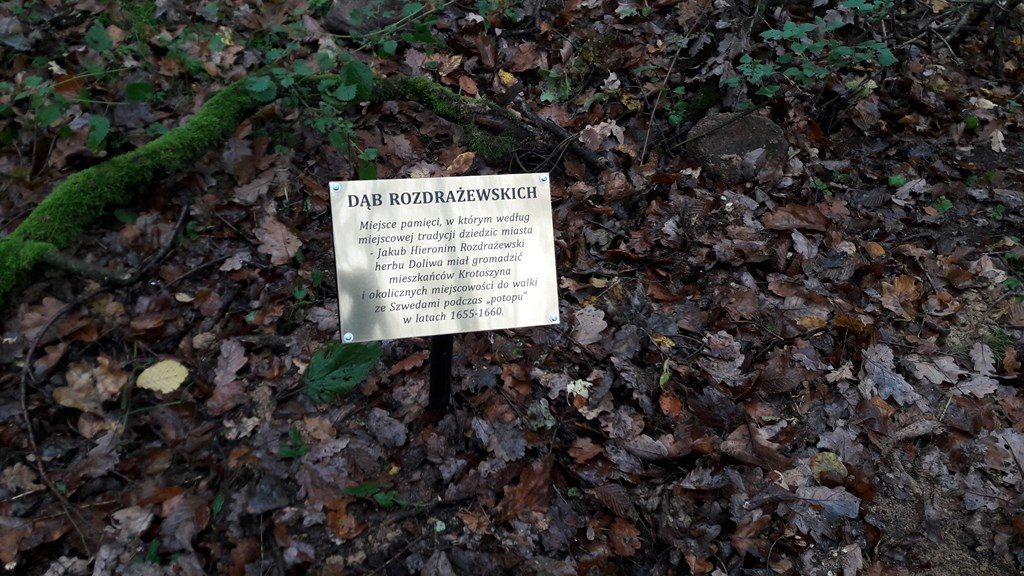 DĄB ROZDRAŻEWSKICH
Miejsce pamięci, w którym według
miejscowej tradycji dziedzic miasta
- Jakub Hieronim Rozdrażewski
herbu Doliwa miał gromadzić
mieszkańców Krotoszyna
i okolicznych miejscowości do walki
ze Szwedami podczas „potopu"
w latach 1655-1660.